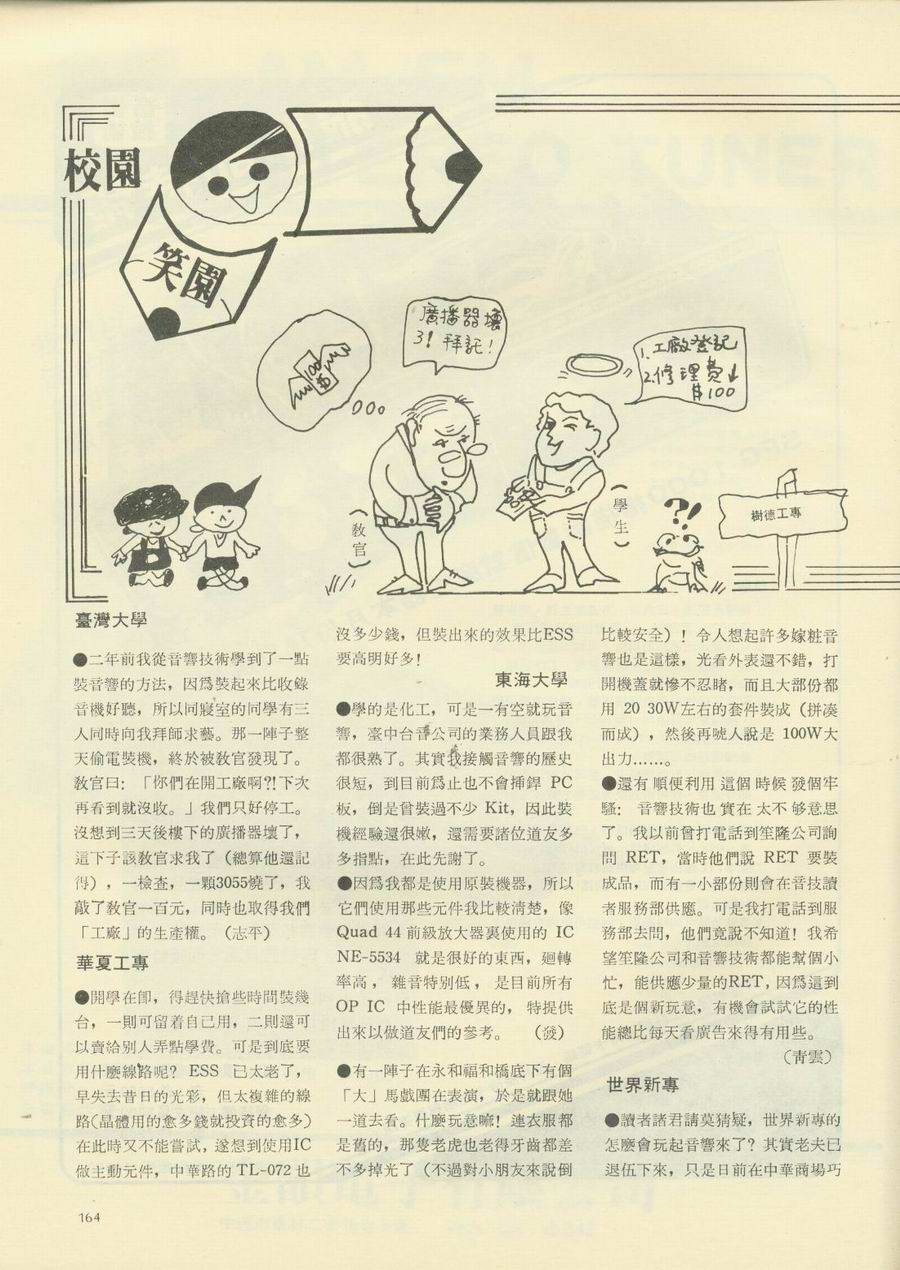 校園
笑園
廣播器壞
3! 拜託!
1.工廠登記
2.修理費↓
$100
(教官)
(學生)
?!
樹德工專
臺灣大學
●二年前我從音響技術學到了一點
裝音響的方法，因爲裝起來比收錄
音機好聽，所以同寢室的同學有三
人同時向我拜師求藝。那一陣子整
天偷電裝機，終於被敎官發現了。
敎官曰：「你們在開工廠啊?!下次
再看到就沒收。」我們只好停工。
沒想到三天後樓下的廣播器壞了，
這下子該敎官求我了（總算他還記
得），一檢查，一顆3055燒了，我
敲了敎官一百元，同時也取得我們
「工廠」的生產權。（志平）
華夏工專
●開學在卽，得趕快搶些時間裝幾
台，一則可留着自己用，二則還可
以賣給別人弄點學費。可是到底要
用什麼線路呢？ESS 已太老了，
早失去昔日的光彩，但太複雜的線
路(晶體用的愈多錢就投資的愈多)
在此時又不能嘗試，遂想到使用IC
做主動元件，中華路的 TL-072 也
沒多少錢，但裝出來的效果比ESS
要高明好多！
東海大學
●學的是化工，可是一有空就玩音
響，臺中台音公司的業務人員跟我
都很熟了。其實我接觸音響的歷史
很短，到目前爲止也不會揷銲 PC
板，倒是曾裝過不少 Kit，因此裝
機經驗還很嫩，還需要諸位道友多
多指點，在此先謝了。
●因爲我都是使用原裝機器，所以
它們使用那些元件我比較淸楚，像
Quad 44 前級放大器裏使用的 IC
NE-5534 就是很好的東西，廻轉
率高，雜音特別低，是目前所有
OP IC 中性能最優異的，特提供
出來以做道友們的參考。（發）
●有一陣子在永和福和橋底下有個
「大」馬戲團在表演，於是就跟她
一道去看。什麼玩意嘛！連衣服都
是舊的，那隻老虎也老得牙齒都差
不多掉光了（不過對小朋友來說倒
比較安全）！令人想起許多嫁粧音
響也是這樣，光看外表還不錯，打
開機蓋就慘不忍睹，而且大部份都
用 20 30W左右的套件裝成（拼凑
而成），然後再唬人說是 100W大
出力……。
●還有順便利用這個時候發個牢
騷：音響技術也實在太不够意思
了。我以前曾打電話到笙隆公司詢
問 RET，當時他們說 RET 要裝
成品，而有一小部份則會在音技讀
者服務部供應。可是我打電話到服
務部去問，他們竟說不知道！我希
望笙隆公司和音響技術都能幫個小
忙，能供應少量的RET，因爲這到
底是個新玩意，有機會試試它的性
能總比每天看廣告來得有用些。
（靑雲）
世界新專
●讀者諸君請莫猜疑，世界新專的
怎麼會玩起音響來了？其實老夫已
退伍下來，只是日前在中華商場巧
164